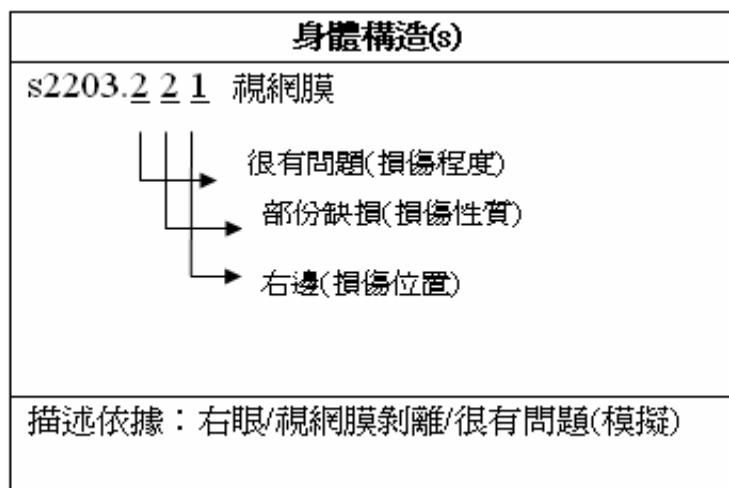 身體構造(s)
s2203.2 2 1 視網膜
很有問題(損傷程度)
部份缺損(損傷性質)
右邊(損傷位置)
描述依據：右眼/視網膜剝離/很有問題(模擬)